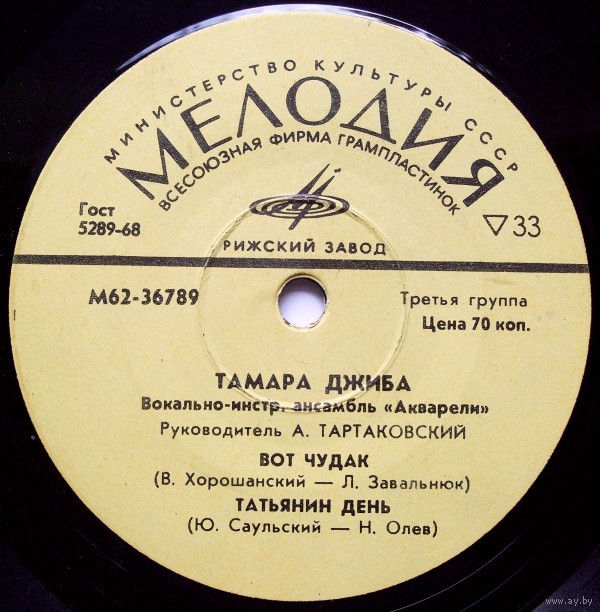 МИНИСТЕРСТВО КУЛЬТУРЫ СССР
МЕЛОДИЯ
ВСЕСОЮЗНАЯ ФИРМА ГРАМПЛАСТИНОК
Гост
5289-68
▽33
РИЖСКИЙ ЗАВОД
М62-36789
Третья группа
Цена 70 коп.
ТАМАРА ДЖИБА
Вокально-инстр. ансамбль «Акварели»
Руководитель А. ТАРТАКОВСКИЙ
ВОТ ЧУДАК
(В. Хорошанский — Л. Завальнюк)
ТАТЬЯНИН ДЕНЬ
(Ю. Саульский — Н. Олев)
www.ay.by